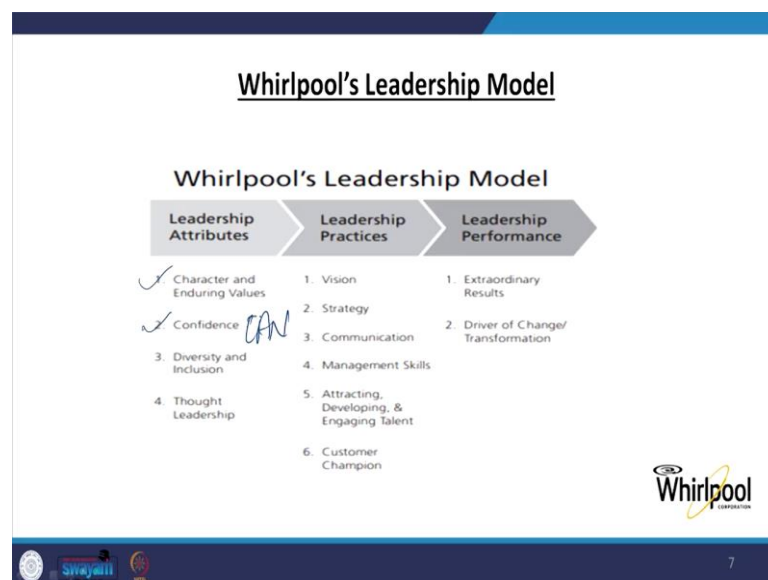 Whirlpool's Leadership Model
Whirlpool's Leadership Model
Leadership
Attributes
Leadership
Practices
Leadership
Performance
1. Character and
Enduring Values
2. Confidence CAN
3. Diversity and
Inclusion
4. Thought
Leadership
1. Vision
2. Strategy
3. Communication
4. Management Skills
5. Attracting,
Developing, &
Engaging Talent
6. Customer
Champion
1. Extraordinary
Results
2. Driver of Change/
Transformation
Whirlpool
CORPORATION
swayam
7